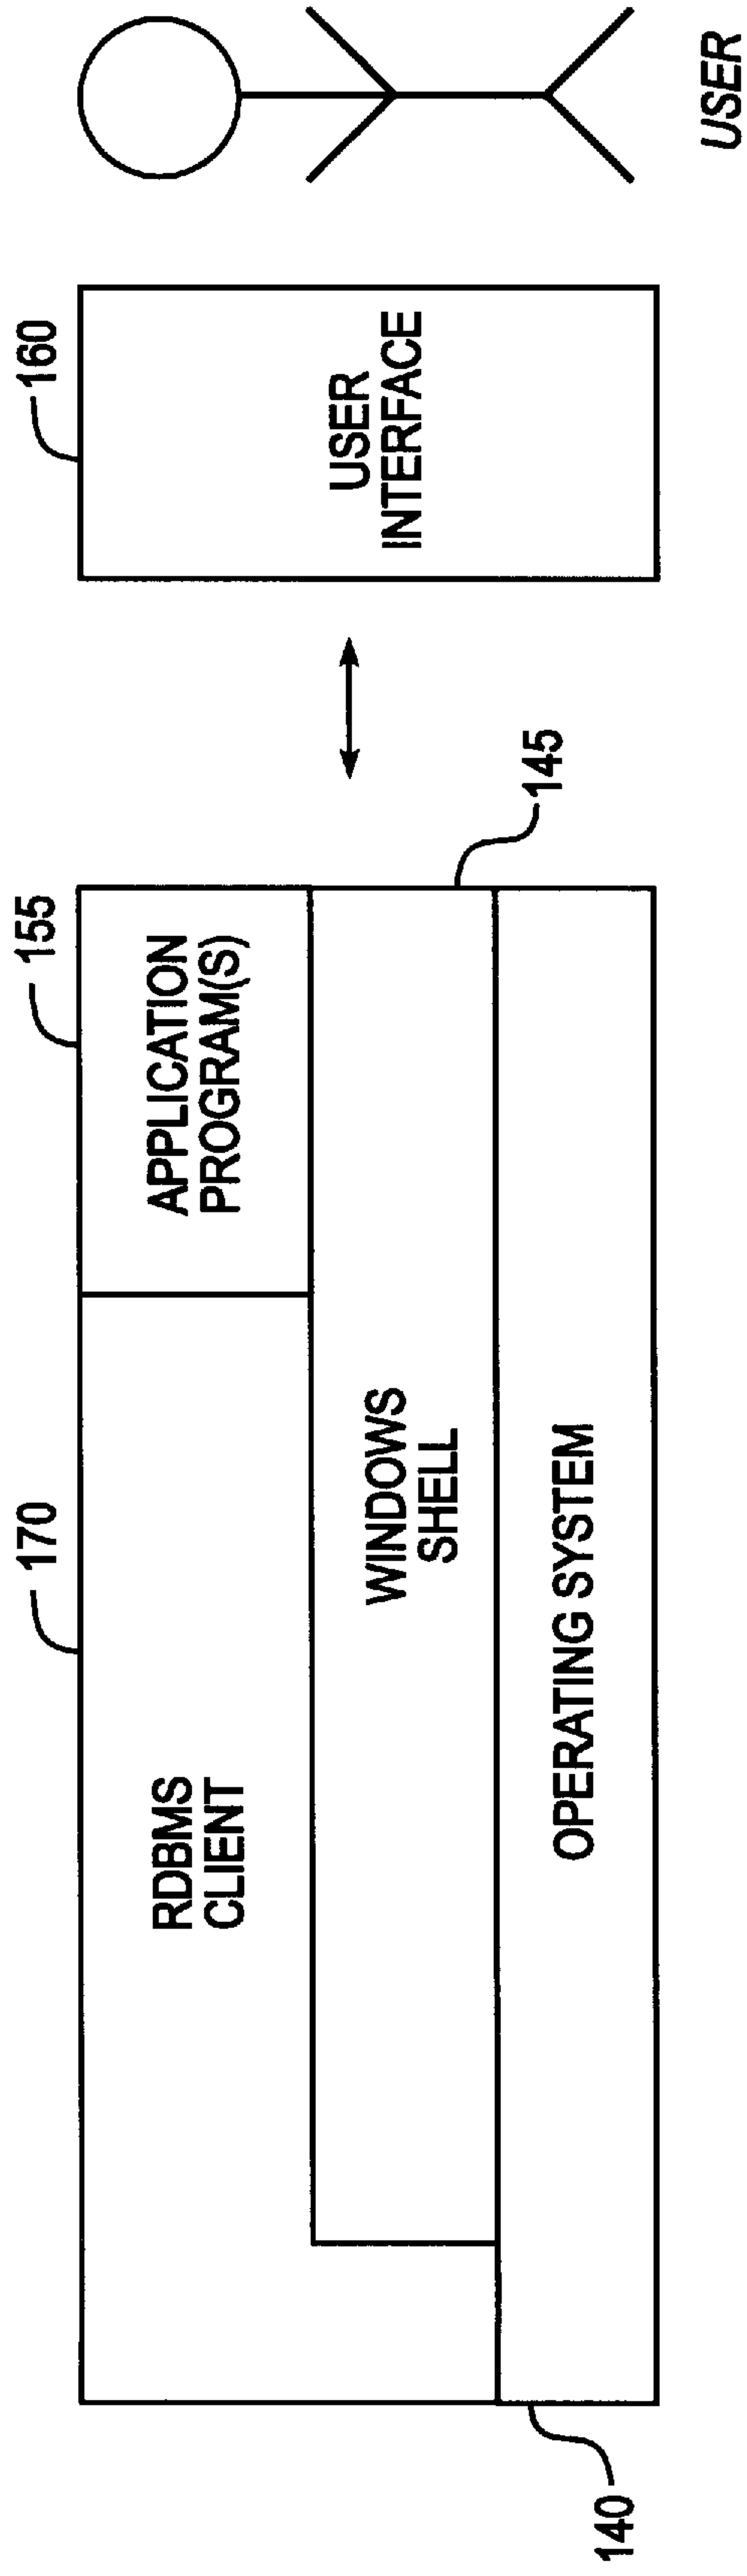 170
155
160
RDBMS
CLIENT
APPLICATION
PROGRAM(S)
WINDOWS
SHELL
USER
INTERFACE
OPERATING SYSTEM
140
145
USER